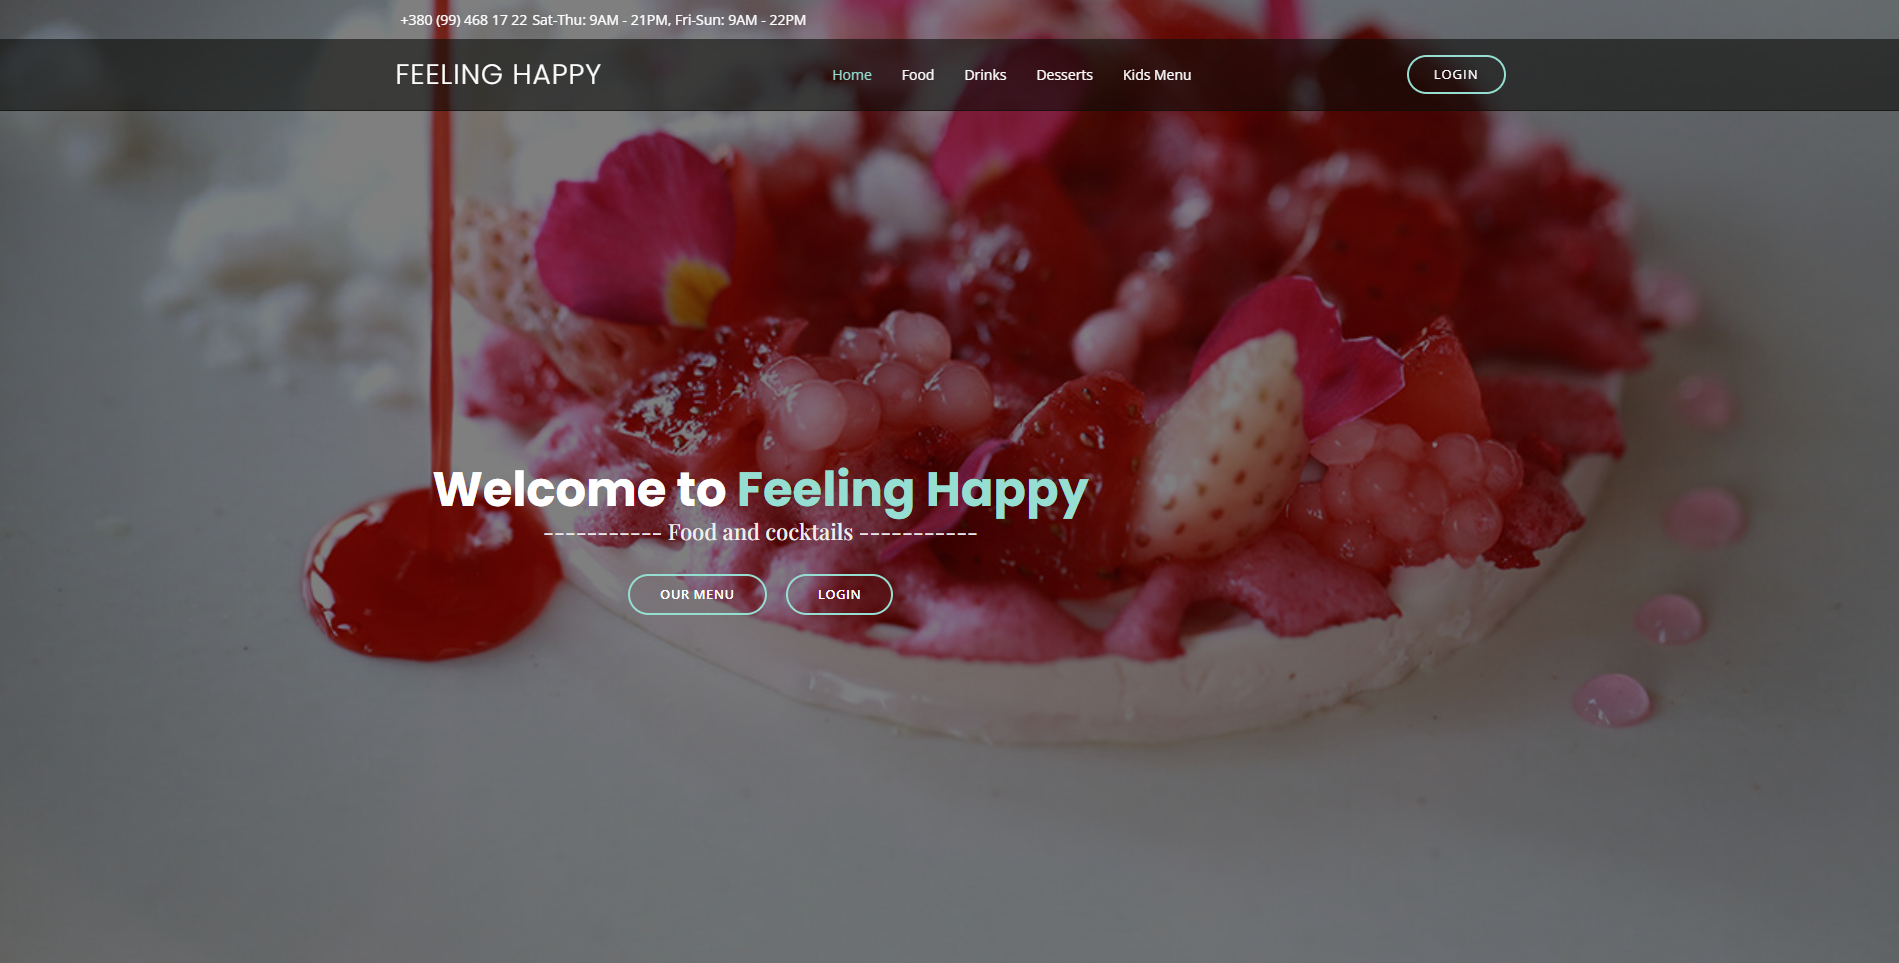 +380 (99) 468 17 22 Sat-Thu: 9AM - 21PM, Fri-Sun: 9AM - 22PM
FEELING HAPPY Home Food Drinks Desserts Kids Menu LOGIN
Welcome to Feeling Happy
----------- Food and cocktails -----------
OUR MENU LOGIN